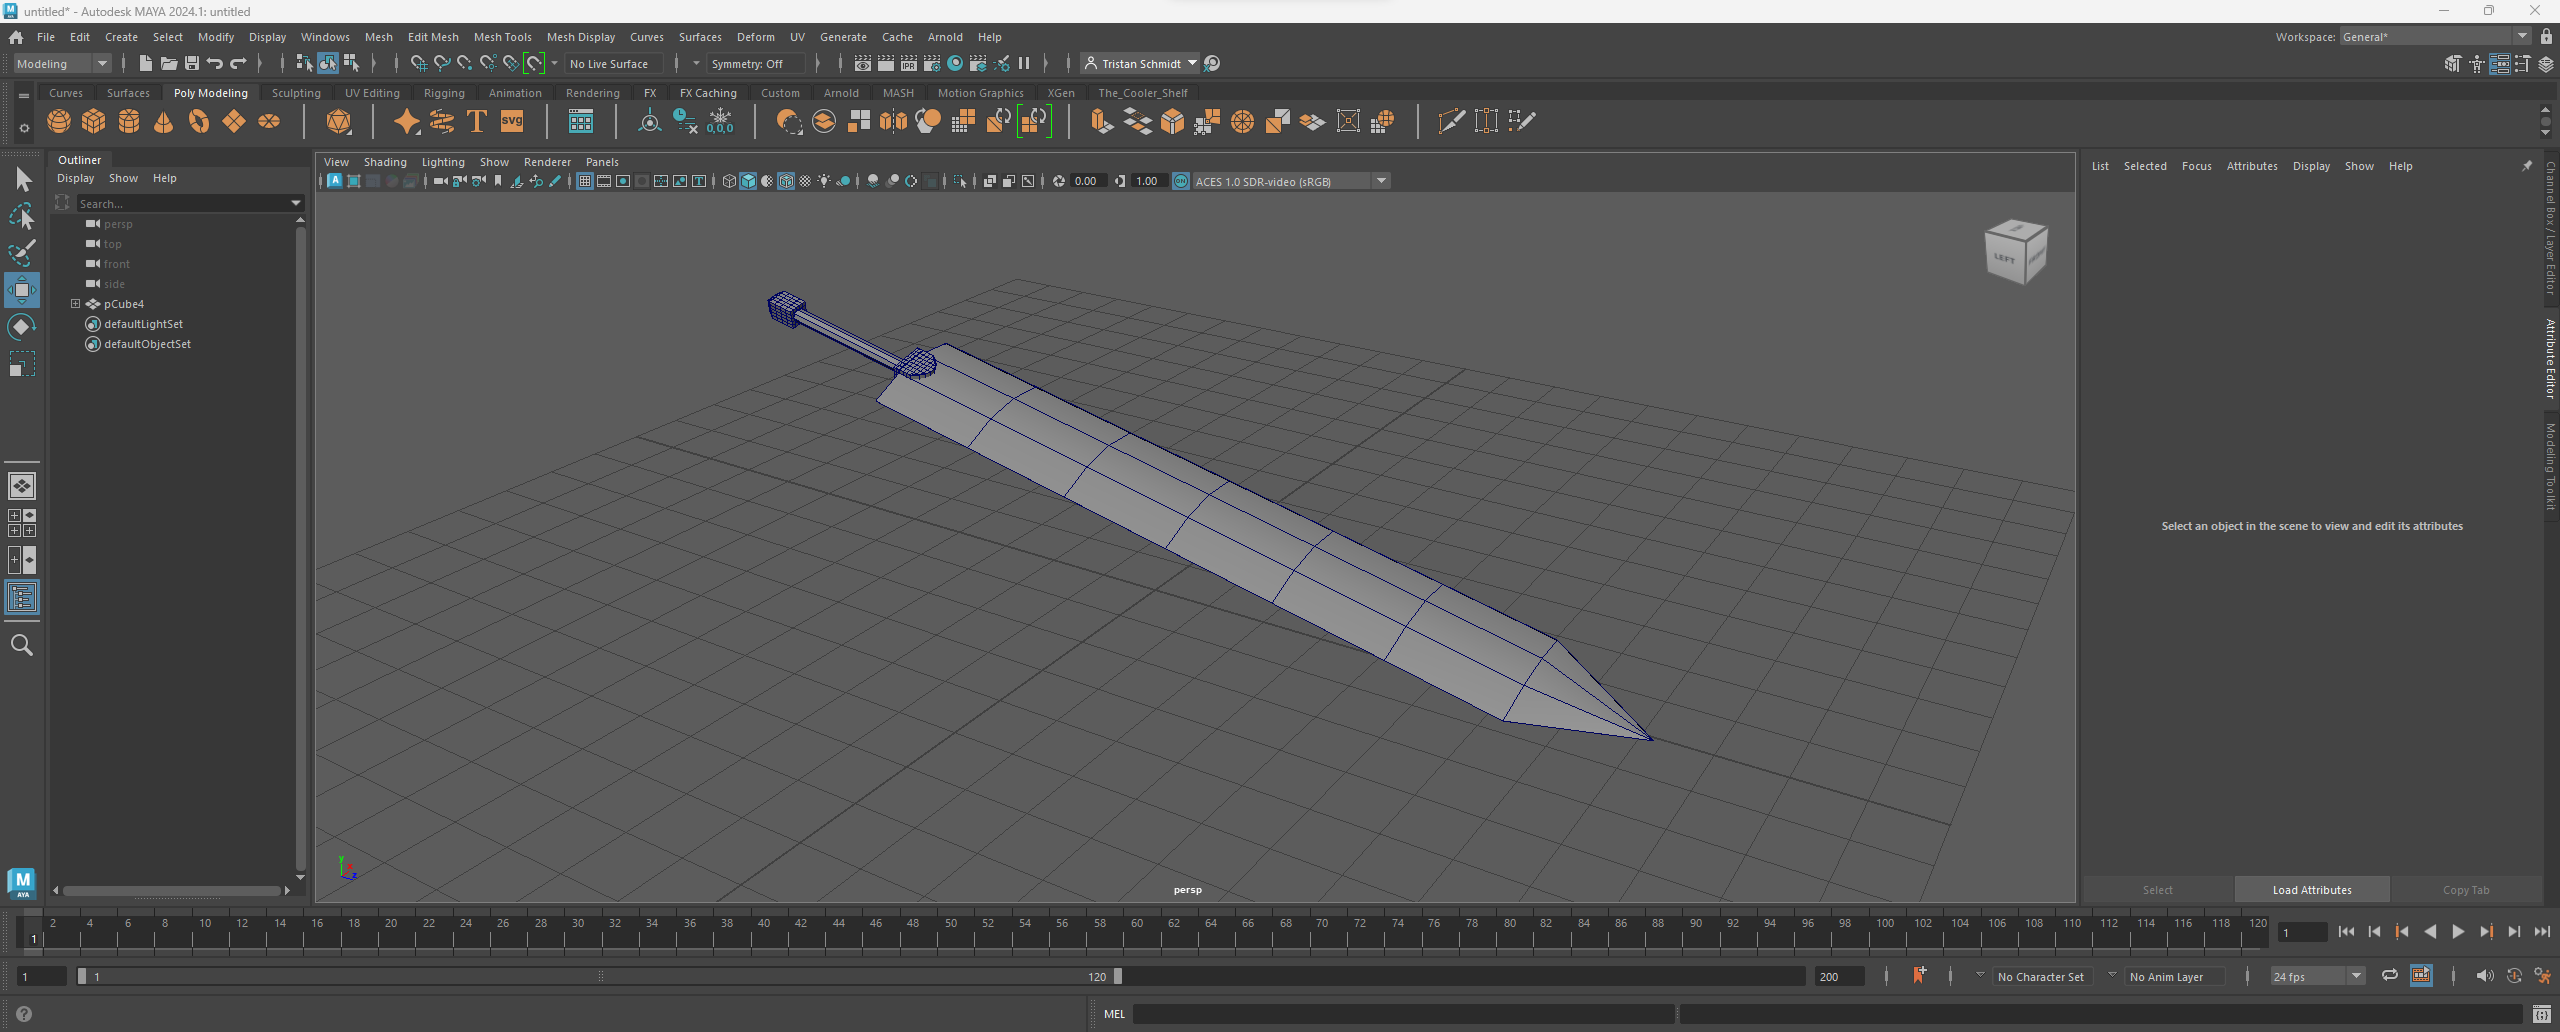 untitled* - Autodesk MAYA 2024.1: untitled
File Edit Create Select Modify Display Windows Mesh Edit Mesh Mesh Tools Mesh Display Curves Surfaces Deform UV Generate Cache Arnold Help
Workspace: General*
Modeling No Live Surface Symmetry: Off Tristan Schmidt
Curves Surfaces Poly Modeling Sculpting UV Editing Rigging Animation Rendering FX FX Caching Custom Arnold MASH Motion Graphics XGen The_Cooler_Shelf
T SVG 0,0,0
Outliner
Display Show Help
Search...
persp
top
front
side
pCube4
defaultLightSet
defaultObjectSet
View Shading Lighting Show Renderer Panels
0.00 1.00 ON ACES 1.0 SDR-video (sRGB)
LEFT
y
z
persp
List Selected Focus Attributes Display Show Help
Select an object in the scene to view and edit its attributes
Select Load Attributes Copy Tab
Channel Box / Layer Editor
Attribute Editor
Modeling Toolkit
M
AYA
2 4 6 8 10 12 14 16 18 20 22 24 26 28 30 32 34 36 38 40 42 44 46 48 50 52 54 56 58 60 62 64 66 68 70 72 74 76 78 80 82 84 86 88 90 92 94 96 98 100 102 104 106 108 110 112 114 116 118 120
1
1
1 1 120 200 No Character Set No Anim Layer 24 fps
MEL